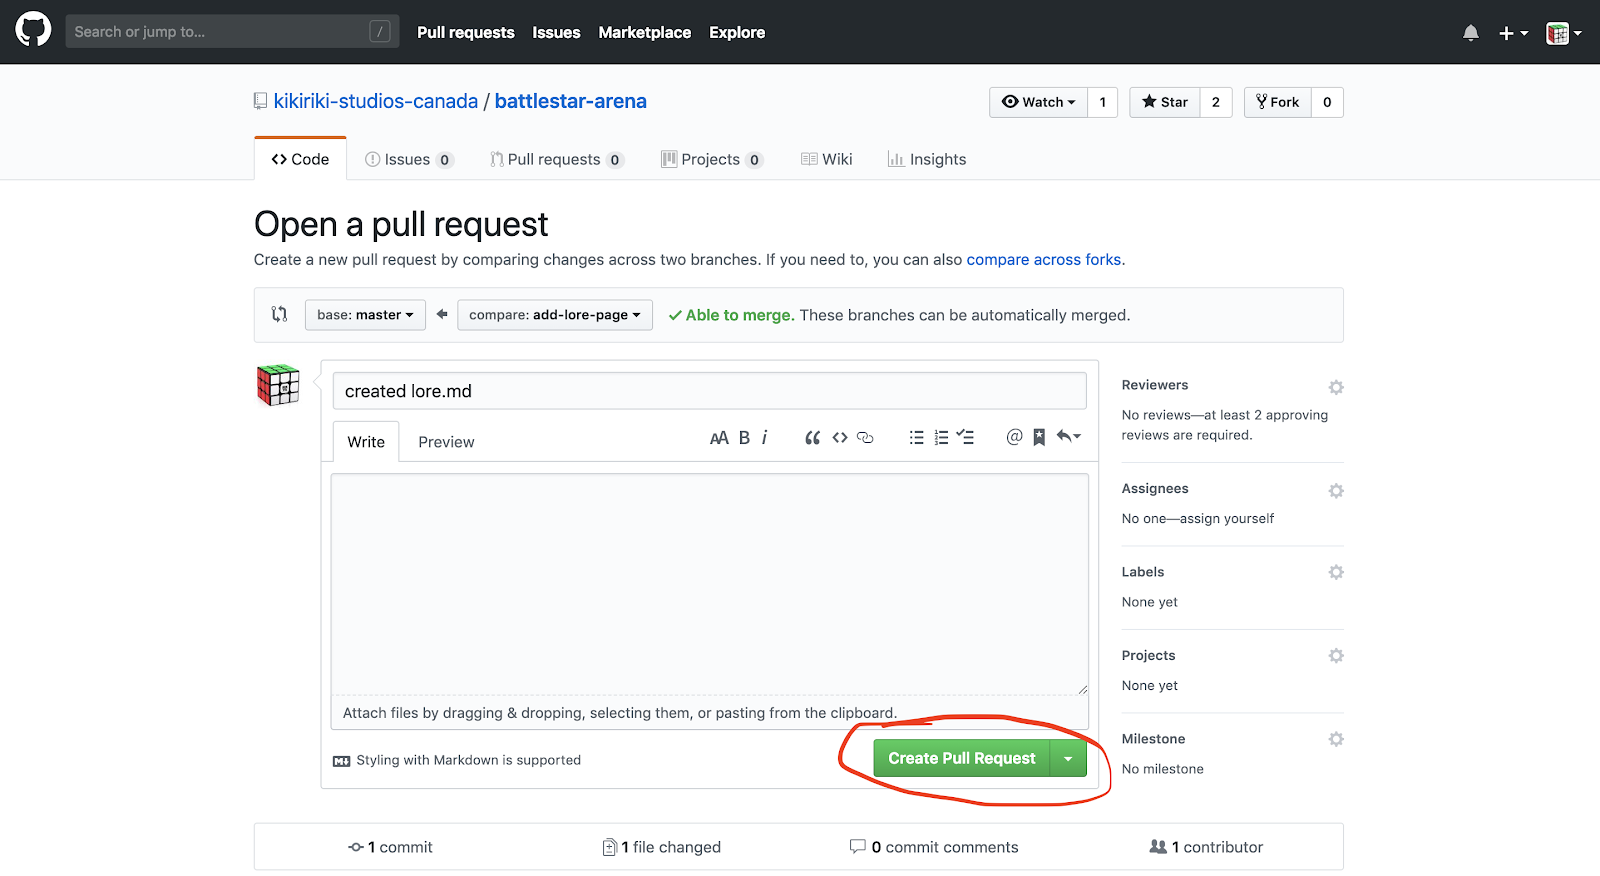 Search or jump to... /
Pull requests Issues Marketplace Explore
kikiriki-studios-canada / battlestar-arena
Watch 1 Star 2 Fork 0
Code Issues 0 Pull requests 0 Projects 0 Wiki Insights
Open a pull request
Create a new pull request by comparing changes across two branches. If you need to, you can also compare across forks.
base: master compare: add-lore-page Able to merge. These branches can be automatically merged.
created lore.md
Write Preview AA B i “ <> @
Attach files by dragging & dropping, selecting them, or pasting from the clipboard.
M Styling with Markdown is supported
Create Pull Request
Reviewers
No reviews—at least 2 approving
reviews are required.
Assignees
No one—assign yourself
Labels
None yet
Projects
None yet
Milestone
No milestone
1 commit 1 file changed 0 commit comments 1 contributor